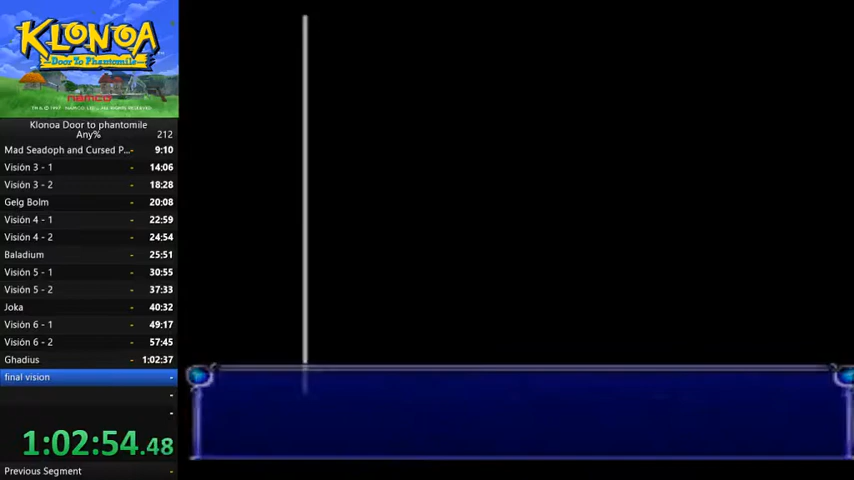 KLONOA
Door To Phantomile
namco
Klonoa Door to phantomile
Any% 212
Mad Seadoph and Cursed P... - 9:10
Visión 3 - 1 - 14:06
Visión 3 - 2 - 18:28
Gelg Bolm - 20:08
Visión 4 - 1 - 22:59
Visión 4 - 2 - 24:54
Baladium - 25:51
Visión 5 - 1 - 30:55
Visión 5 - 2 - 37:33
Joka - 40:32
Visión 6 - 1 - 49:17
Visión 6 - 2 - 57:45
Ghadius - 1:02:37
final vision -
-
-
1:02:54.48
Previous Segment -